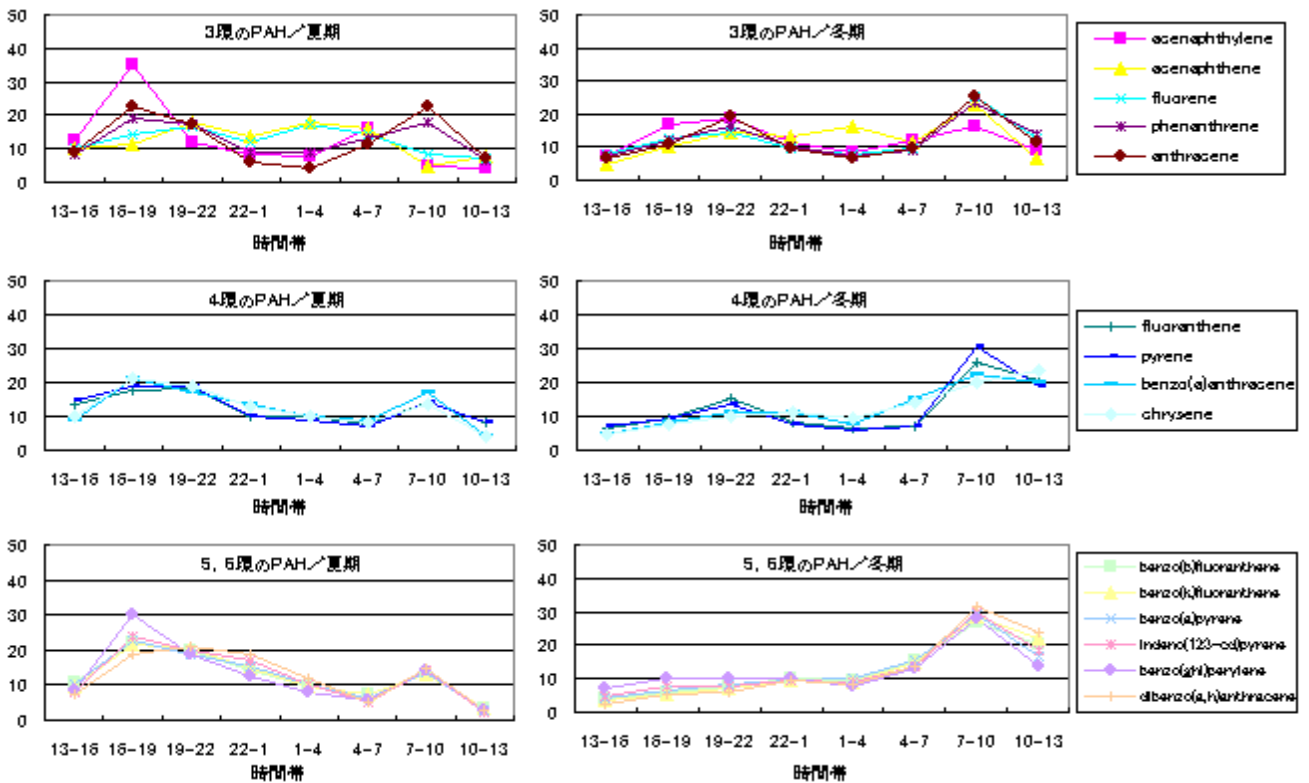 3環のPAH/夏期
50
40
30
20
10
0
13-16 16-19 19-22 22-1 1-4 4-7 7-10 10-13
時間帯
3環のPAH/冬期
50
40
30
20
10
0
13-16 16-19 19-22 22-1 1-4 4-7 7-10 10-13
時間帯
acenaphthylene
acenaphthene
fluorene
phenanthrene
anthracene
4環のPAH/夏期
50
40
30
20
10
0
13-16 16-19 19-22 22-1 1-4 4-7 7-10 10-13
時間帯
4環のPAH/冬期
50
40
30
20
10
0
13-16 16-19 19-22 22-1 1-4 4-7 7-10 10-13
時間帯
fluoranthene
pyrene
benzo(a)anthracene
chrysene
5, 6環のPAH/夏期
50
40
30
20
10
0
13-16 16-19 19-22 22-1 1-4 4-7 7-10 10-13
時間帯
5, 6環のPAH/冬期
50
40
30
20
10
0
13-16 16-19 19-22 22-1 1-4 4-7 7-10 10-13
時間帯
benzo(b)fluoranthene
benzo(k)fluoranthene
benzo(a)pyrene
indeno(123-cd)pyrene
benzo(ghi)perylene
dibenzo(a,h)anthracene